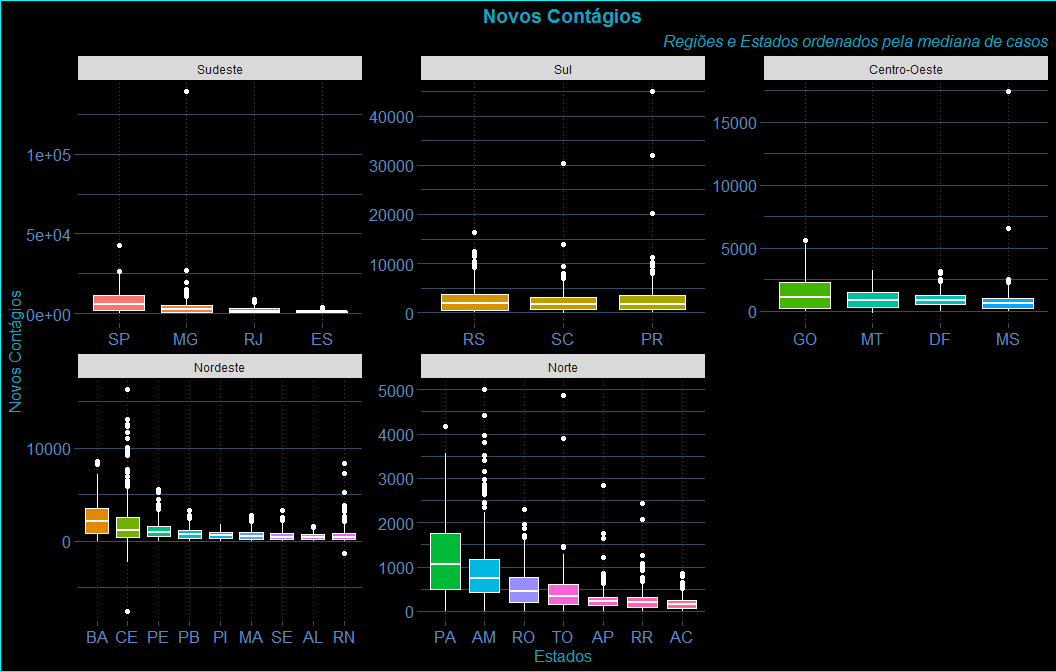 Novos Contágios
Regiões e Estados ordenados pela mediana de casos
Sudeste
1e+05
5e+04
0e+00
SP MG RJ ES
Sul
40000
30000
20000
10000
0
RS SC PR
Centro-Oeste
15000
10000
5000
0
GO MT DF MS
Novos Contágios
Nordeste
10000
0
BA CE PE PB PI MA SE AL RN
Norte
5000
4000
3000
2000
1000
0
PA AM RO TO AP RR AC
Estados